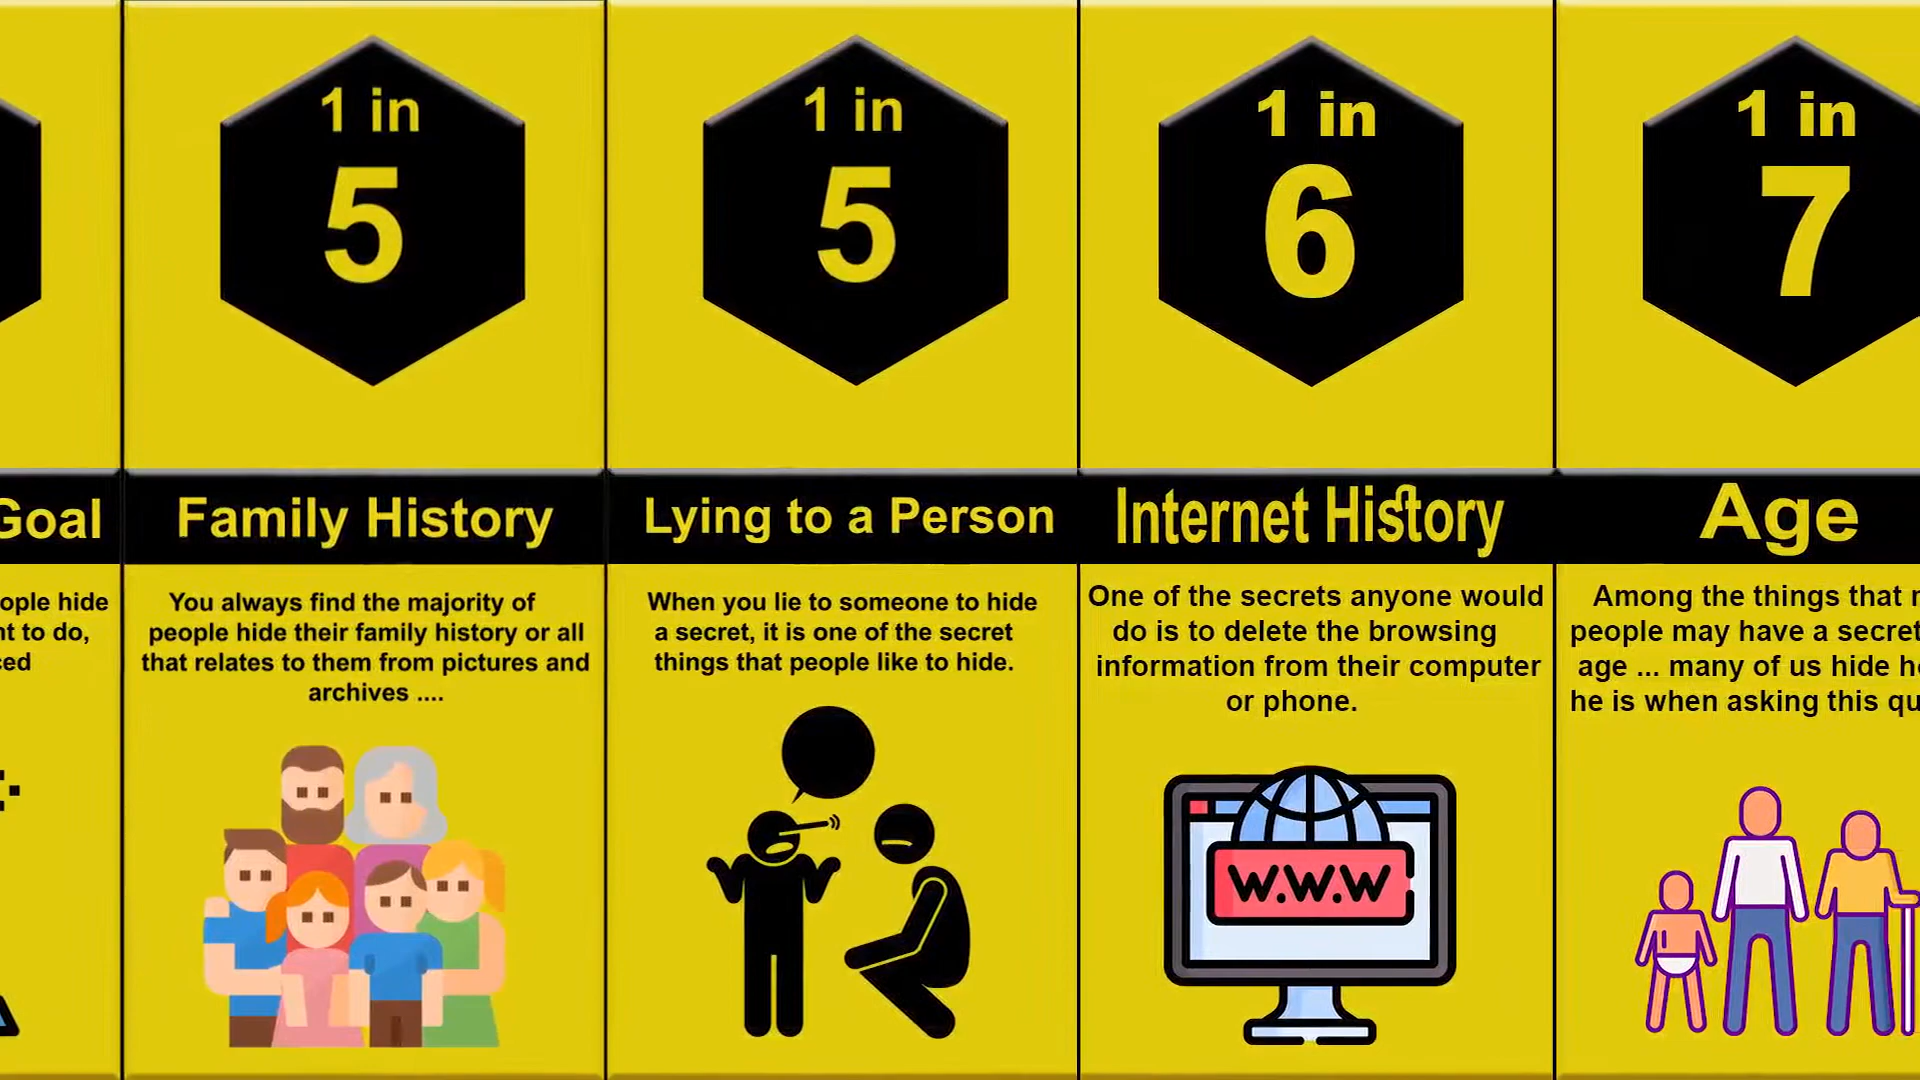 Goal
ople hide
nt to do,
ced
1 in
5
Family History
You always find the majority of
people hide their family history or all
that relates to them from pictures and
archives ....
1 in
5
Lying to a Person
When you lie to someone to hide
a secret, it is one of the secret
things that people like to hide.
1 in
6
Internet History
One of the secrets anyone would
do is to delete the browsing
information from their computer
or phone.
W.W.W
1 in
7
Age
Among the things that
people may have a secret
age ... many of us hide
he is when asking this